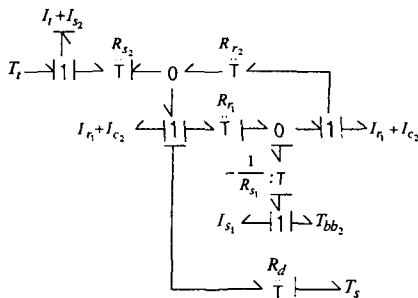 I_t + I_{s_2}
R_{s_2} R_{r_2}
T_t 1 T̈ 0 T̈
R_{r_1}
I_{r_1} + I_{c_2} 1 T̈ 0 1 I_{r_1} + I_{c_2}
-\frac{1}{R_{s_1}} : T
I_{s_1} 1 T_{bb_2}
R_d
T̈ T_s